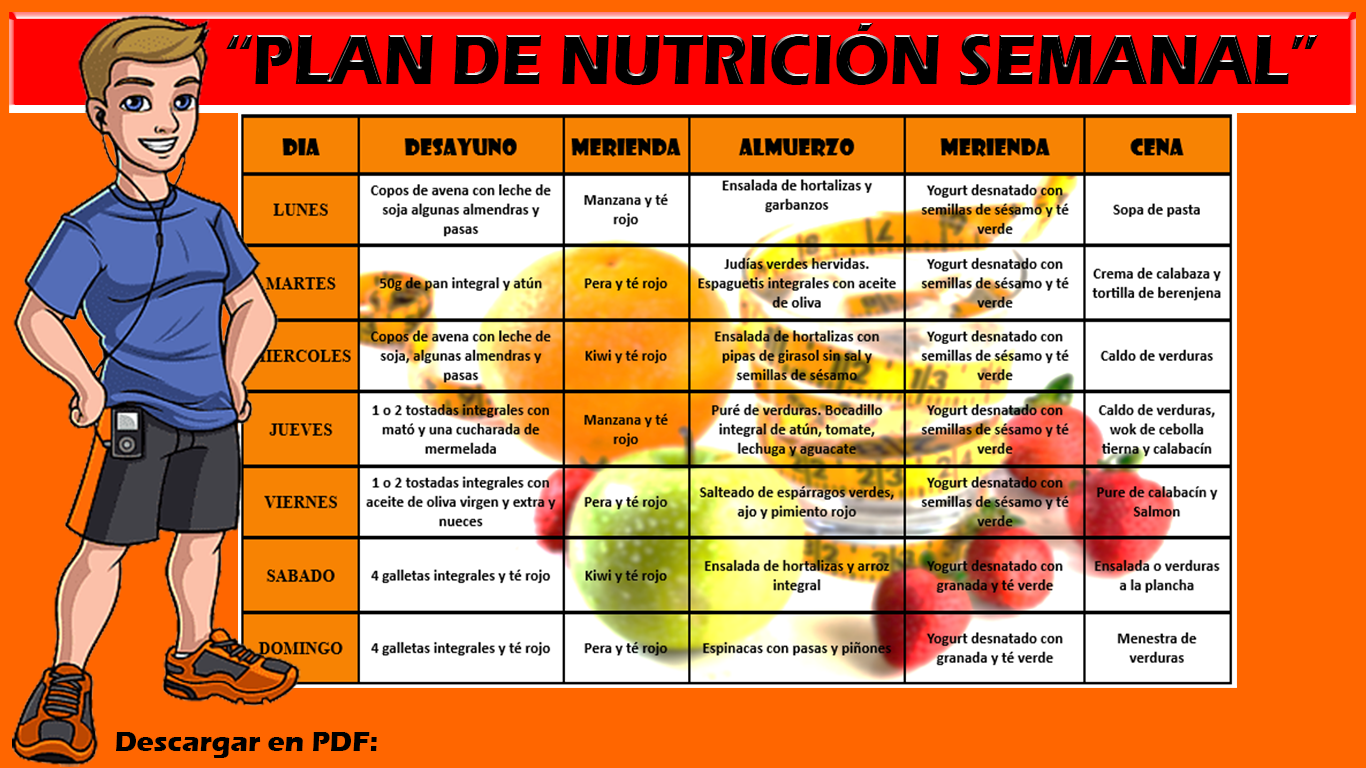 “PLAN DE NUTRICIÓN SEMANAL”
DIA
DESAYUNO
MERIENDA
ALMUERZO
MERIENDA
CENA
LUNES
Copos de avena con leche de
soja algunas almendras y
pasas
Manzana y té
rojo
Ensalada de hortalizas y
garbanzos
Yogurt desnatado con
semillas de sésamo y té
verde
Sopa de pasta
MARTES
50g de pan integral y atún
Pera y té rojo
Judías verdes hervidas.
Espaguetis integrales con aceite
de oliva
Yogurt desnatado con
semillas de sésamo y té
verde
Crema de calabaza y
tortilla de berenjena
MIERCOLES
Copos de avena con leche de
soja, algunas almendras y
pasas
Kiwi y té rojo
Ensalada de hortalizas con
pipas de girasol sin sal y
semillas de sésamo
Yogurt desnatado con
semillas de sésamo y té
verde
Caldo de verduras
JUEVES
1 o 2 tostadas integrales con
mató y una cucharada de
mermelada
Manzana y té
rojo
Puré de verduras. Bocadillo
integral de atún, tomate,
lechuga y aguacate
Yogurt desnatado con
semillas de sésamo y té
verde
Caldo de verduras,
wok de cebolla
tierna y calabacín
VIERNES
1 o 2 tostadas integrales con
aceite de oliva virgen y extra y
nueces
Pera y té rojo
Salteado de espárragos verdes,
ajo y pimiento rojo
Yogurt desnatado con
semillas de sésamo y té
verde
Pure de calabacín y
Salmon
SABADO
4 galletas integrales y té rojo
Kiwi y té rojo
Ensalada de hortalizas y arroz
integral
Yogurt desnatado con
granada y té verde
Ensalada o verduras
a la plancha
DOMINGO
4 galletas integrales y té rojo
Pera y té rojo
Espinacas con pasas y piñones
Yogurt desnatado con
granada y té verde
Menestra de
verduras
Descargar en PDF: